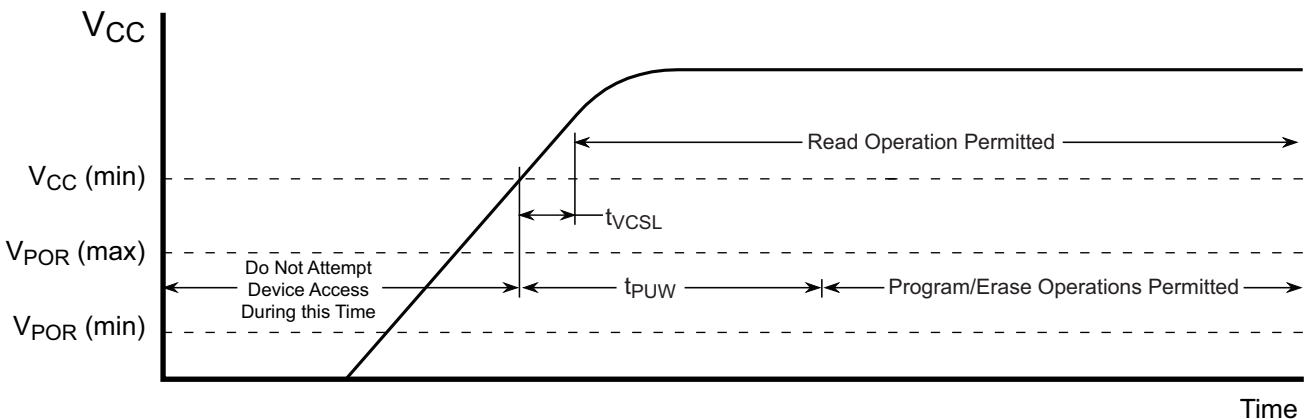 VCC
Read Operation Permitted
VCC (min)
tVCSL
VPOR (max)
Do Not Attempt
Device Access
During this Time
tPUW
Program/Erase Operations Permitted
VPOR (min)
Time